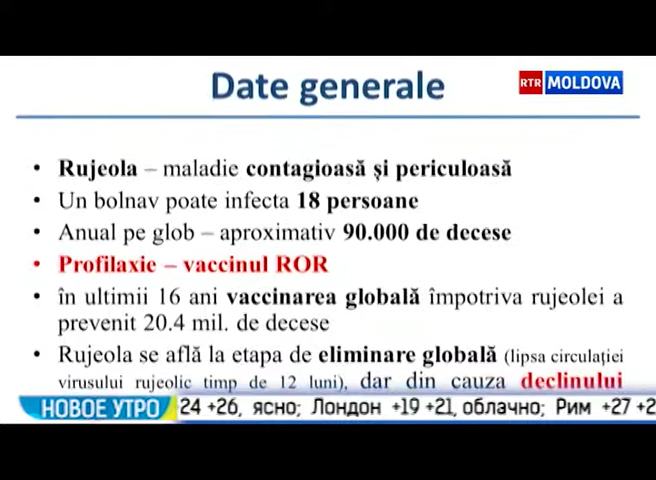 Date generale
RTR MOLDOVA
• Rujeola – maladie contagioasă și periculoasă
• Un bolnav poate infecta 18 persoane
• Anual pe glob – aproximativ 90.000 de decese
• Profilaxie – vaccinul ROR
• în ultimii 16 ani vaccinarea globală împotriva rujeolei a
prevenit 20.4 mil. de decese
• Rujeola se află la etapa de eliminare globală (lipsa circulației
virusului rujeolic timp de 12 luni), dar din cauza declinului
НОВОЕ УТРО 24 +26, ясно; Лондон +19 +21, облачно; Рим +27 +2